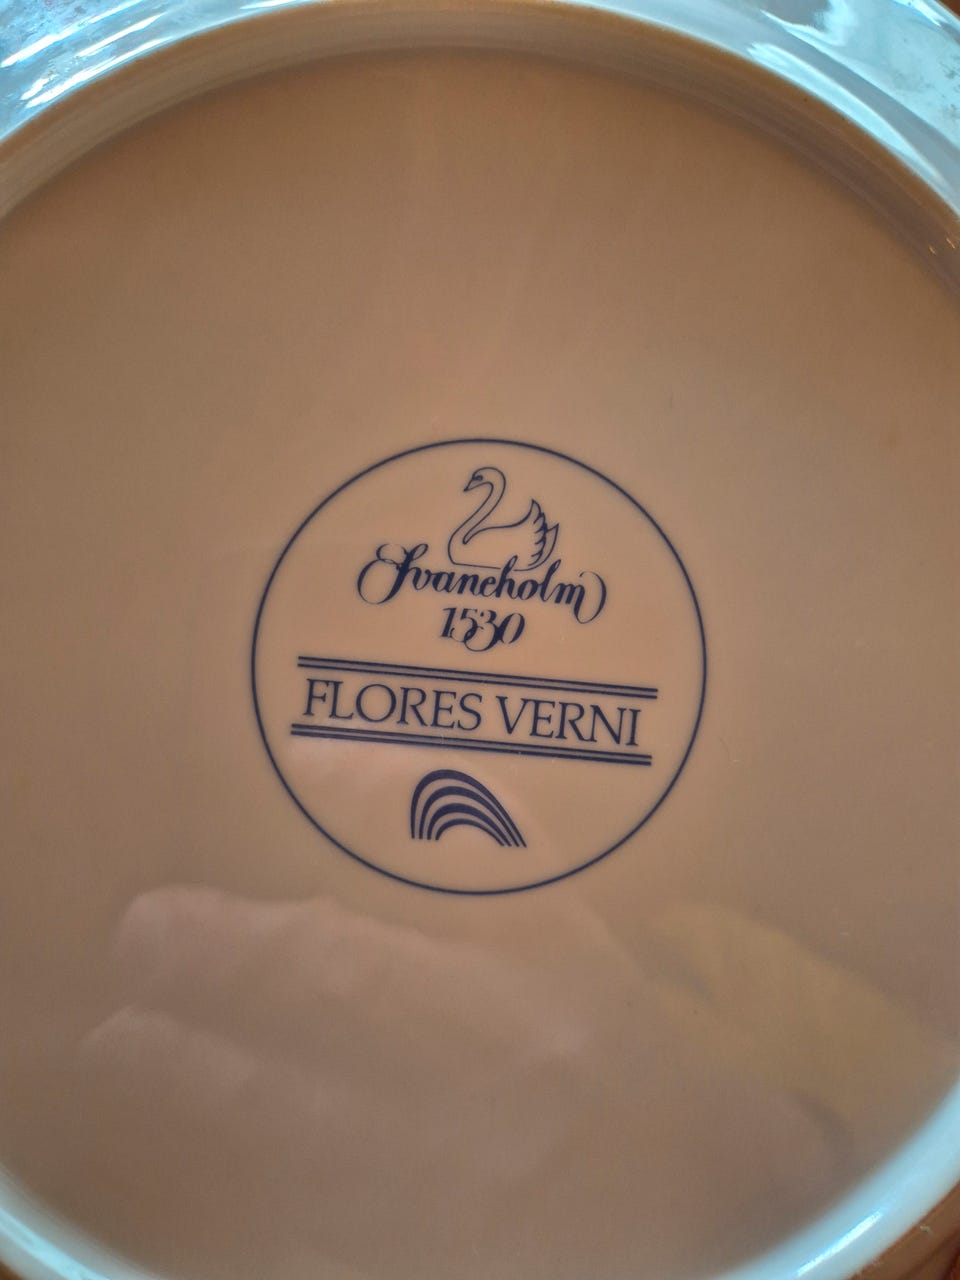 Svaneholm
1530
FLORES VERNI